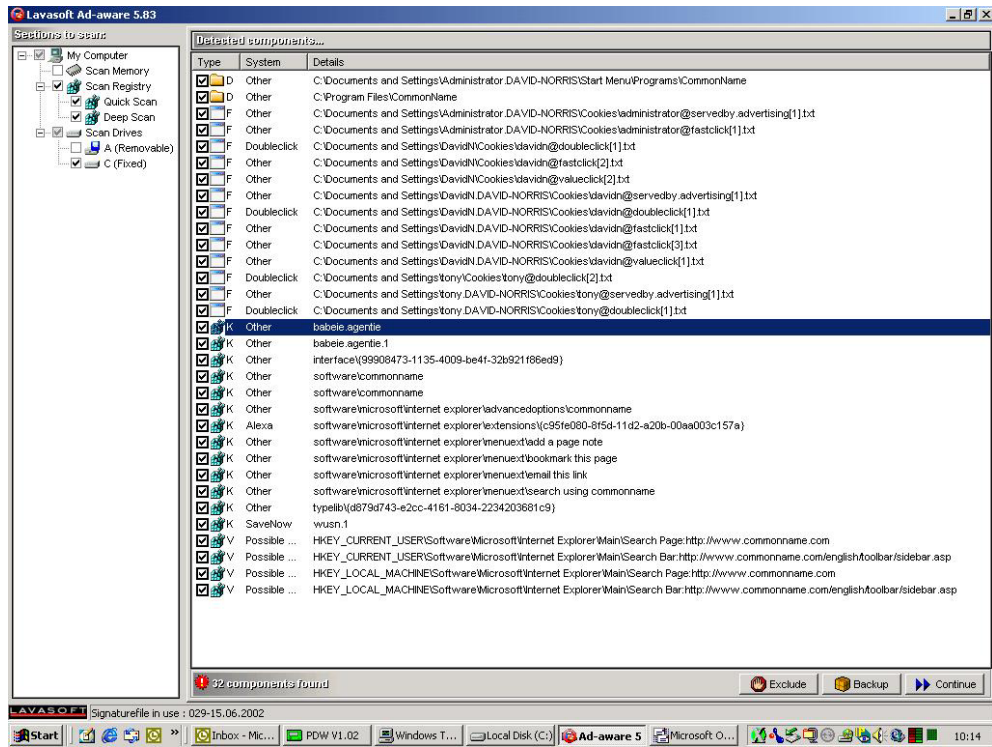 Lavasoft Ad-aware 5.83
Sections to scan:
My Computer
Scan Memory
Scan Registry
Quick Scan
Deep Scan
Scan Drives
A (Removable)
C (Fixed)
Detected components...
Type System Details
D Other C:\Documents and Settings\Administrator.DAVID-NORRIS\Start Menu\Programs\CommonName
D Other C:\Program Files\CommonName
F Other C:\Documents and Settings\Administrator.DAVID-NORRIS\Cookies\administrator@servedby.advertising[1].txt
F Other C:\Documents and Settings\Administrator.DAVID-NORRIS\Cookies\administrator@fastclick[1].txt
F Doubleclick C:\Documents and Settings\DavidN\Cookies\davidn@doubleclick[1].txt
F Other C:\Documents and Settings\DavidN\Cookies\davidn@fastclick[2].txt
F Other C:\Documents and Settings\DavidN\Cookies\davidn@valueclick[2].txt
F Other C:\Documents and Settings\DavidN.DAVID-NORRIS\Cookies\davidn@servedby.advertising[1].txt
F Doubleclick C:\Documents and Settings\DavidN.DAVID-NORRIS\Cookies\davidn@doubleclick[1].txt
F Other C:\Documents and Settings\DavidN.DAVID-NORRIS\Cookies\davidn@fastclick[1].txt
F Other C:\Documents and Settings\DavidN.DAVID-NORRIS\Cookies\davidn@fastclick[3].txt
F Other C:\Documents and Settings\DavidN.DAVID-NORRIS\Cookies\davidn@valueclick[1].txt
F Doubleclick C:\Documents and Settings\tony\Cookies\tony@doubleclick[2].txt
F Other C:\Documents and Settings\tony.DAVID-NORRIS\Cookies\tony@servedby.advertising[1].txt
F Doubleclick C:\Documents and Settings\tony.DAVID-NORRIS\Cookies\tony@doubleclick[1].txt
K Other babeie.agentie
K Other babeie.agentie.1
K Other interface\{99908473-1135-4009-be4f-32b921f86ed9}
K Other software\commonname
K Other software\commonname
K Other software\microsoft\internet explorer\advancedoptions\commonname
K Alexa software\microsoft\internet explorer\extensions\{c95fe080-8f5d-11d2-a20b-00aa003c157a}
K Other software\microsoft\internet explorer\menuext\add a page note
K Other software\microsoft\internet explorer\menuext\bookmark this page
K Other software\microsoft\internet explorer\menuext\email this link
K Other software\microsoft\internet explorer\menuext\search using commonname
K Other typelib\{d879d743-e2cc-4161-8034-2234203681c9}
K SaveNow wusn.1
V Possible ... HKEY_CURRENT_USER\Software\Microsoft\Internet Explorer\Main\Search Page:http://www.commonname.com
V Possible ... HKEY_CURRENT_USER\Software\Microsoft\Internet Explorer\Main\Search Bar:http://www.commonname.com/english/toolbar/sidebar.asp
V Possible ... HKEY_LOCAL_MACHINE\Software\Microsoft\Internet Explorer\Main\Search Page:http://www.commonname.com
V Possible ... HKEY_LOCAL_MACHINE\Software\Microsoft\Internet Explorer\Main\Search Bar:http://www.commonname.com/english/toolbar/sidebar.asp
32 components found
Exclude Backup Continue
LAVASOFT Signaturefile in use : 029-15.06.2002
Start » Inbox - Mic... PDW V1.02 Windows T... Local Disk (C:) Ad-aware 5 Microsoft O... 10:14